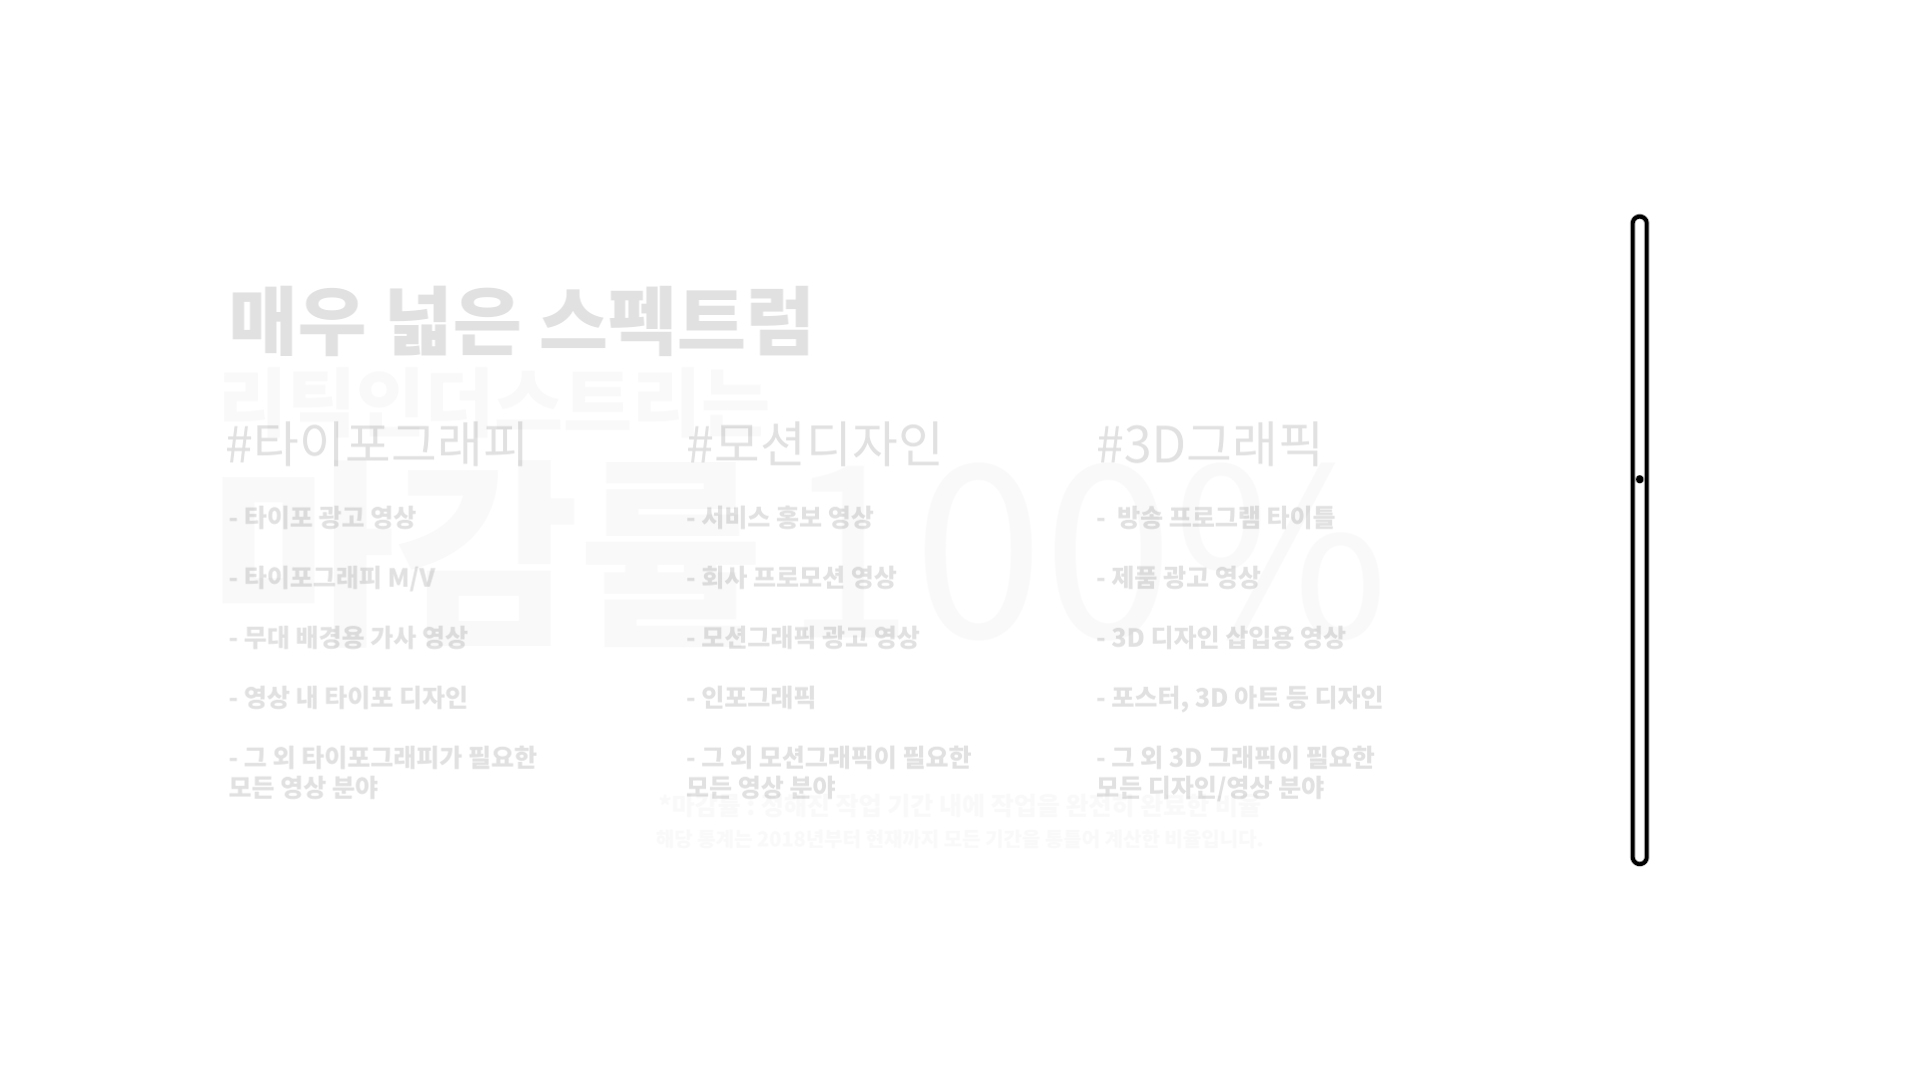 매우 넓은 스펙트럼
리틱인더스트리는
마감률 100%
#타이포그래피
- 타이포 광고 영상
- 타이포그래피 M/V
- 무대 배경용 가사 영상
- 영상 내 타이포 디자인
- 그 외 타이포그래피가 필요한
모든 영상 분야
#모션디자인
- 서비스 홍보 영상
- 회사 프로모션 영상
- 모션그래픽 광고 영상
- 인포그래픽
- 그 외 모션그래픽이 필요한
모든 영상 분야
#3D그래픽
- 방송 프로그램 타이틀
- 제품 광고 영상
- 3D 디자인 삽입용 영상
- 포스터, 3D 아트 등 디자인
- 그 외 3D 그래픽이 필요한
모든 디자인/영상 분야
*마감률 : 정해진 작업 기간 내에 작업을 완전히 완료한 비율
해당 통계는 2018년부터 현재까지 모든 기간을 통틀어 계산한 비율입니다.